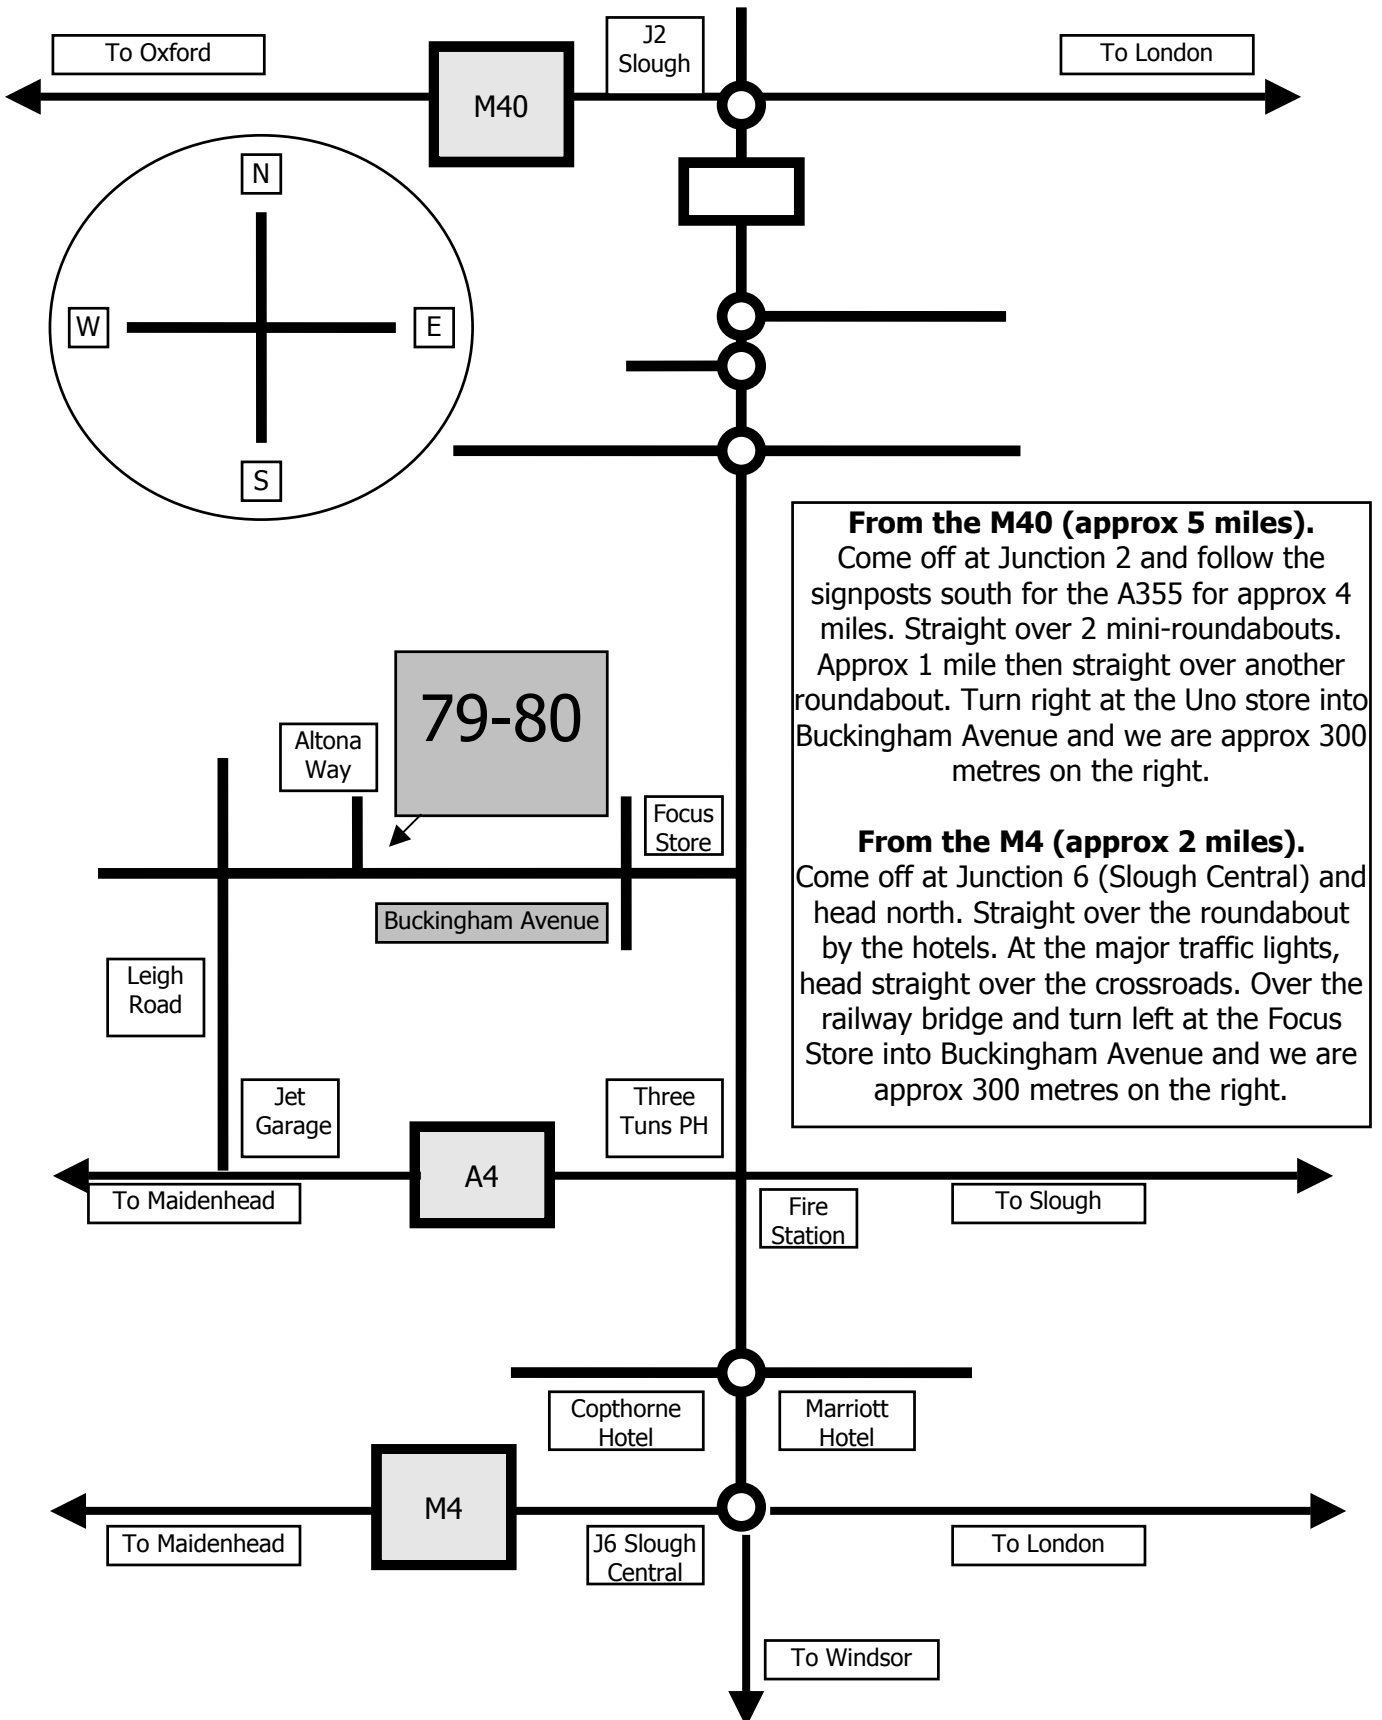 To Oxford
J2
Slough
To London
M40
N
W
E
S
From the M40 (approx 5 miles).
Come off at Junction 2 and follow the
signposts south for the A355 for approx 4
miles. Straight over 2 mini-roundabouts.
Approx 1 mile then straight over another
roundabout. Turn right at the Uno store into
Buckingham Avenue and we are approx 300
metres on the right.
From the M4 (approx 2 miles).
Come off at Junction 6 (Slough Central) and
head north. Straight over the roundabout
by the hotels. At the major traffic lights,
head straight over the crossroads. Over the
railway bridge and turn left at the Focus
Store into Buckingham Avenue and we are
approx 300 metres on the right.
79-80
Altona
Way
Focus
Store
Buckingham Avenue
Leigh
Road
Jet
Garage
Three
Tuns PH
A4
To Maidenhead
Fire
Station
To Slough
Copthorne
Hotel
Marriott
Hotel
M4
To Maidenhead
J6 Slough
Central
To London
To Windsor